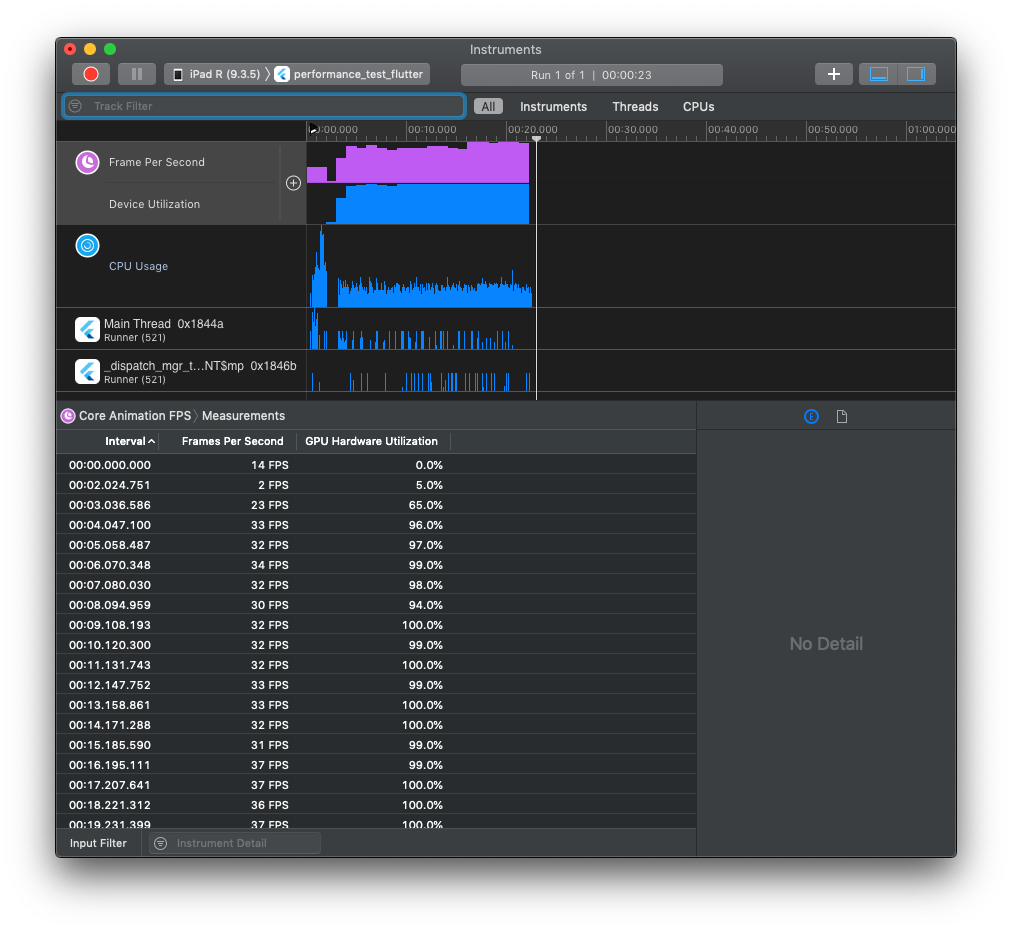 Instruments
iPad R (9.3.5) 〉 performance_test_flutter
Run 1 of 1 | 00:00:23
Track Filter
All Instruments Threads CPUs
00:10.000 00:20.000 00:30.000 00:40.000 00:50.000 01:00.000
Frame Per Second
Device Utilization
CPU Usage
Main Thread 0x1844a
Runner (521)
_dispatch_mgr_t...NT$mp 0x1846b
Runner (521)
Core Animation FPS 〉 Measurements
Interval Frames Per Second GPU Hardware Utilization
00:00.000.000 14 FPS 0.0%
00:02.024.751 2 FPS 5.0%
00:03.036.586 23 FPS 65.0%
00:04.047.100 33 FPS 96.0%
00:05.058.487 32 FPS 97.0%
00:06.070.348 34 FPS 99.0%
00:07.080.030 32 FPS 98.0%
00:08.094.959 30 FPS 94.0%
00:09.108.193 32 FPS 100.0%
00:10.120.300 32 FPS 99.0%
00:11.131.743 32 FPS 100.0%
00:12.147.752 33 FPS 99.0%
00:13.158.861 33 FPS 100.0%
00:14.171.288 32 FPS 100.0%
00:15.185.590 31 FPS 99.0%
00:16.195.111 37 FPS 99.0%
00:17.207.641 37 FPS 100.0%
00:18.221.312 36 FPS 100.0%
00:19.231.399 37 FPS 100.0%
E
No Detail
Input Filter Instrument Detail